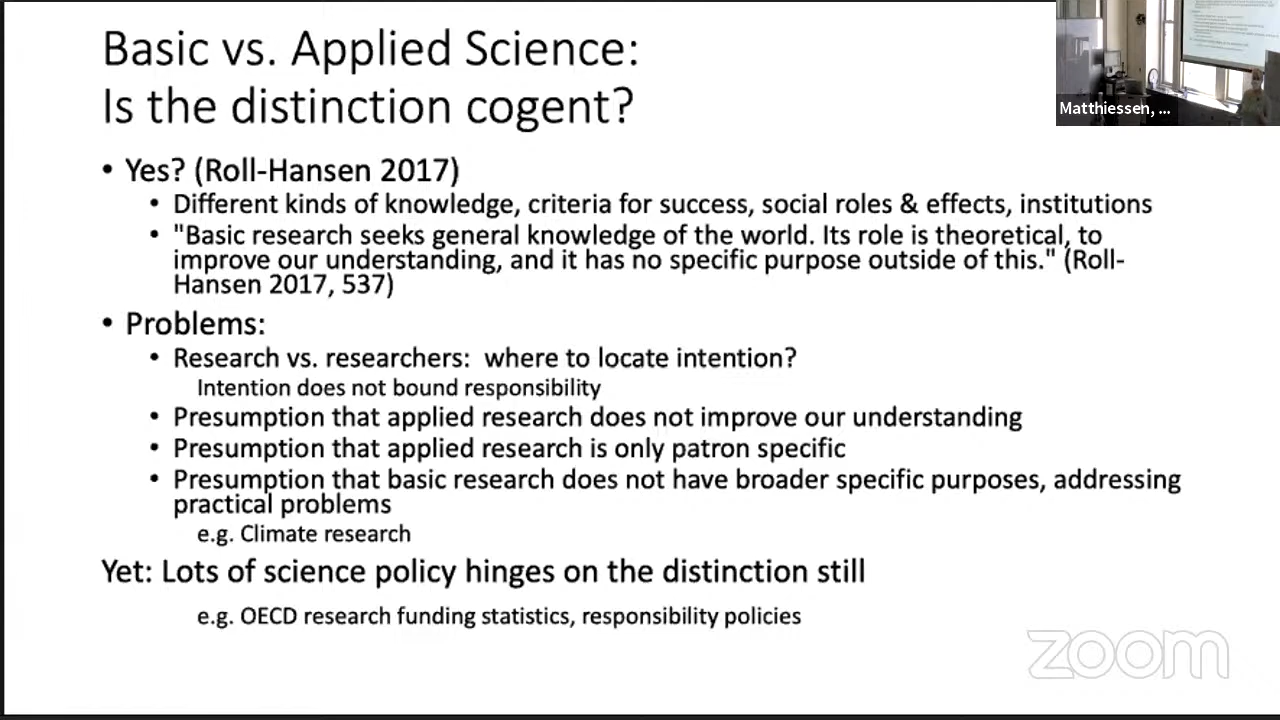 Basic vs. Applied Science:
Is the distinction cogent?
• Yes? (Roll-Hansen 2017)
• Different kinds of knowledge, criteria for success, social roles & effects, institutions
• "Basic research seeks general knowledge of the world. Its role is theoretical, to
improve our understanding, and it has no specific purpose outside of this." (Roll-
Hansen 2017, 537)
• Problems:
• Research vs. researchers: where to locate intention?
Intention does not bound responsibility
• Presumption that applied research does not improve our understanding
• Presumption that applied research is only patron specific
• Presumption that basic research does not have broader specific purposes, addressing
practical problems
e.g. Climate research
Yet: Lots of science policy hinges on the distinction still
e.g. OECD research funding statistics, responsibility policies
Matthiessen, ...
zoom